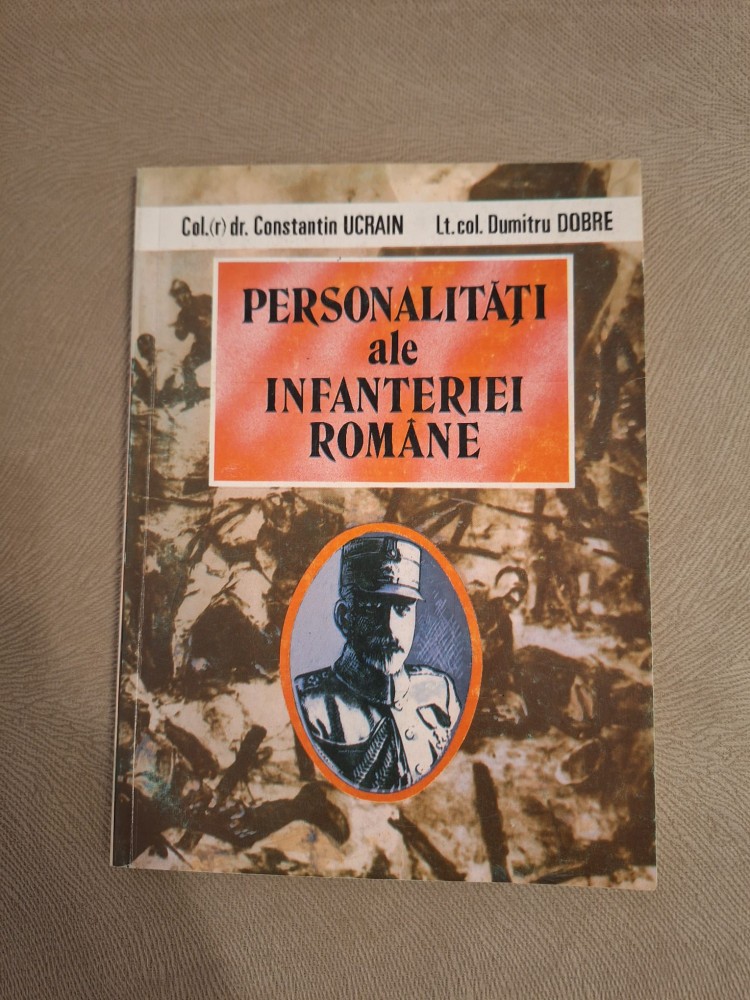 Col.(r) dr. Constantin UCRAIN Lt. col. Dumitru DOBRE
PERSONALITĂŢI
ale
INFANTERIEI
ROMÂNE